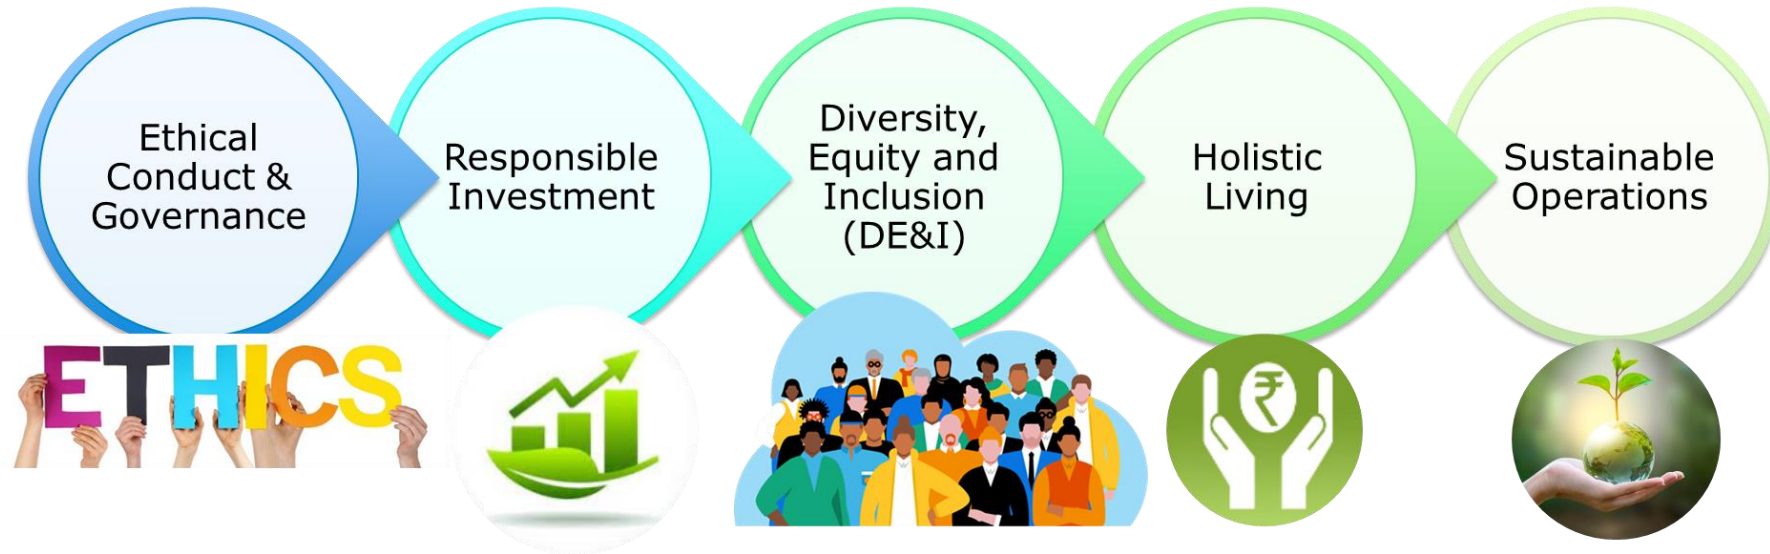 Ethical
Conduct &
Governance
Responsible
Investment
Diversity,
Equity and
Inclusion
(DE&I)
Holistic
Living
Sustainable
Operations
ETHICS
₹